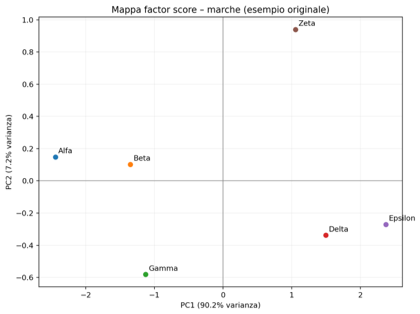 Mappa factor score – marche (esempio originale)
Zeta
1.0
0.8
0.6
0.4
Alfa
0.2
Beta
0.0
−0.2
Epsilon
Delta
−0.4
Gamma
−0.6
−2
−1
0
1
2
PC1 (90.2% varianza)
PC2 (7.2% varianza)